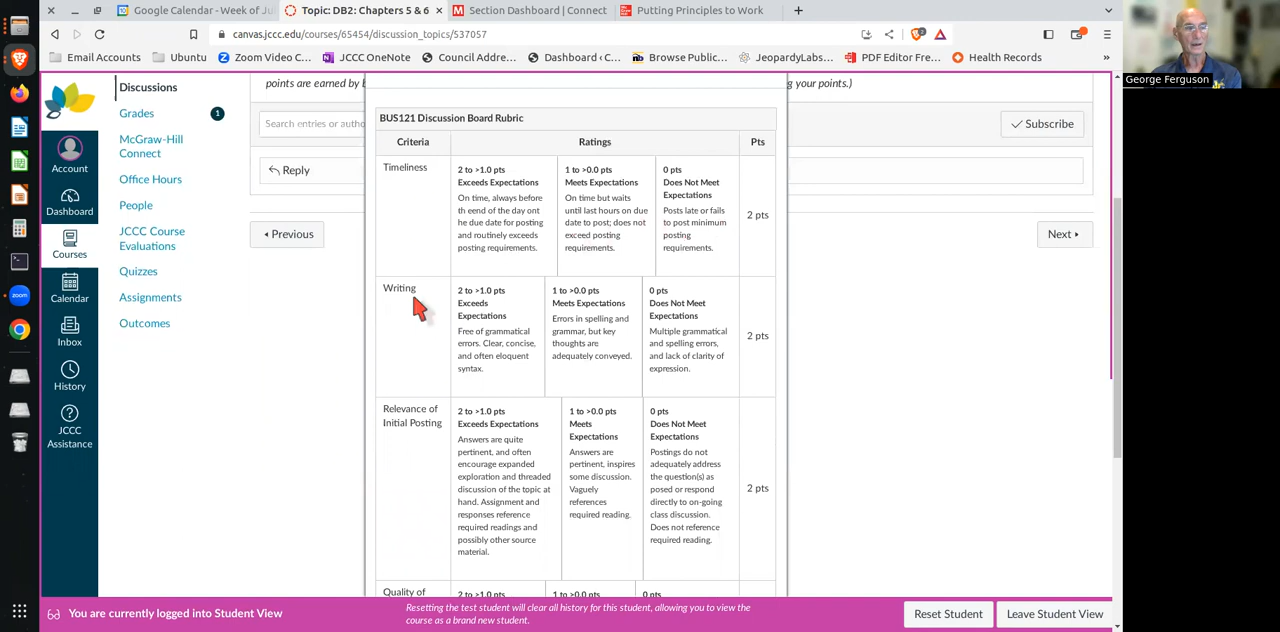 Google Calendar - Week of Ju
Topic: DB2: Chapters 5 & 6
Section Dashboard | Connect
Putting Principles to Work
canvas.jccc.edu/courses/65454/discussion_topics/537057
Email Accounts
Ubuntu
Zoom Video C...
JCCC OneNote
Council Addre...
Dashboard ‹ C...
Browse Public...
JeopardyLabs...
PDF Editor Fre...
Health Records
George Ferguson
Account
Dashboard
Courses
Calendar
Inbox
History
JCCC
Assistance
zoom
Discussions
Grades
1
McGraw-Hill
Connect
Office Hours
People
JCCC Course
Evaluations
Quizzes
Assignments
Outcomes
points are earned by
g your points.)
Search entries or autho
Subscribe
Reply
Previous
Next
BUS121 Discussion Board Rubric
Criteria
Ratings
Pts
Timeliness
2 to >1.0 pts
Exceeds Expectations
On time, always before
th eend of the day ont
he due date for posting
and routinely exceeds
posting requirements.
1 to >0.0 pts
Meets Expectations
On time but waits
until last hours on due
date to post; does not
exceed posting
requirements.
0 pts
Does Not Meet
Expectations
Posts late or fails
to post minimum
posting
requirements.
2 pts
Writing
2 to >1.0 pts
Exceeds
Expectations
Free of grammatical
errors. Clear, concise,
and often eloquent
syntax.
1 to >0.0 pts
Meets Expectations
Errors in spelling and
grammar, but key
thoughts are
adequately conveyed.
0 pts
Does Not Meet
Expectations
Multiple grammatical
and spelling errors,
and lack of clarity of
expression.
2 pts
Relevance of
Initial Posting
2 to >1.0 pts
Exceeds Expectations
Answers are quite
pertinent, and often
encourage expanded
exploration and threaded
discussion of the topic at
hand. Assignment and
responses reference
required readings and
possibly other source
material.
1 to >0.0 pts
Meets
Expectations
Answers are
pertinent, inspires
some discussion.
Vaguely
references
required reading.
0 pts
Does Not Meet
Expectations
Postings do not
adequately address
the question(s) as
posed or respond
directly to on-going
class discussion.
Does not reference
required reading.
2 pts
Quality of
2 to >1.0 pts
1 to >0.0 pts
0 pts
You are currently logged into Student View
Resetting the test student will clear all history for this student, allowing you to view the
course as a brand new student.
Reset Student
Leave Student View